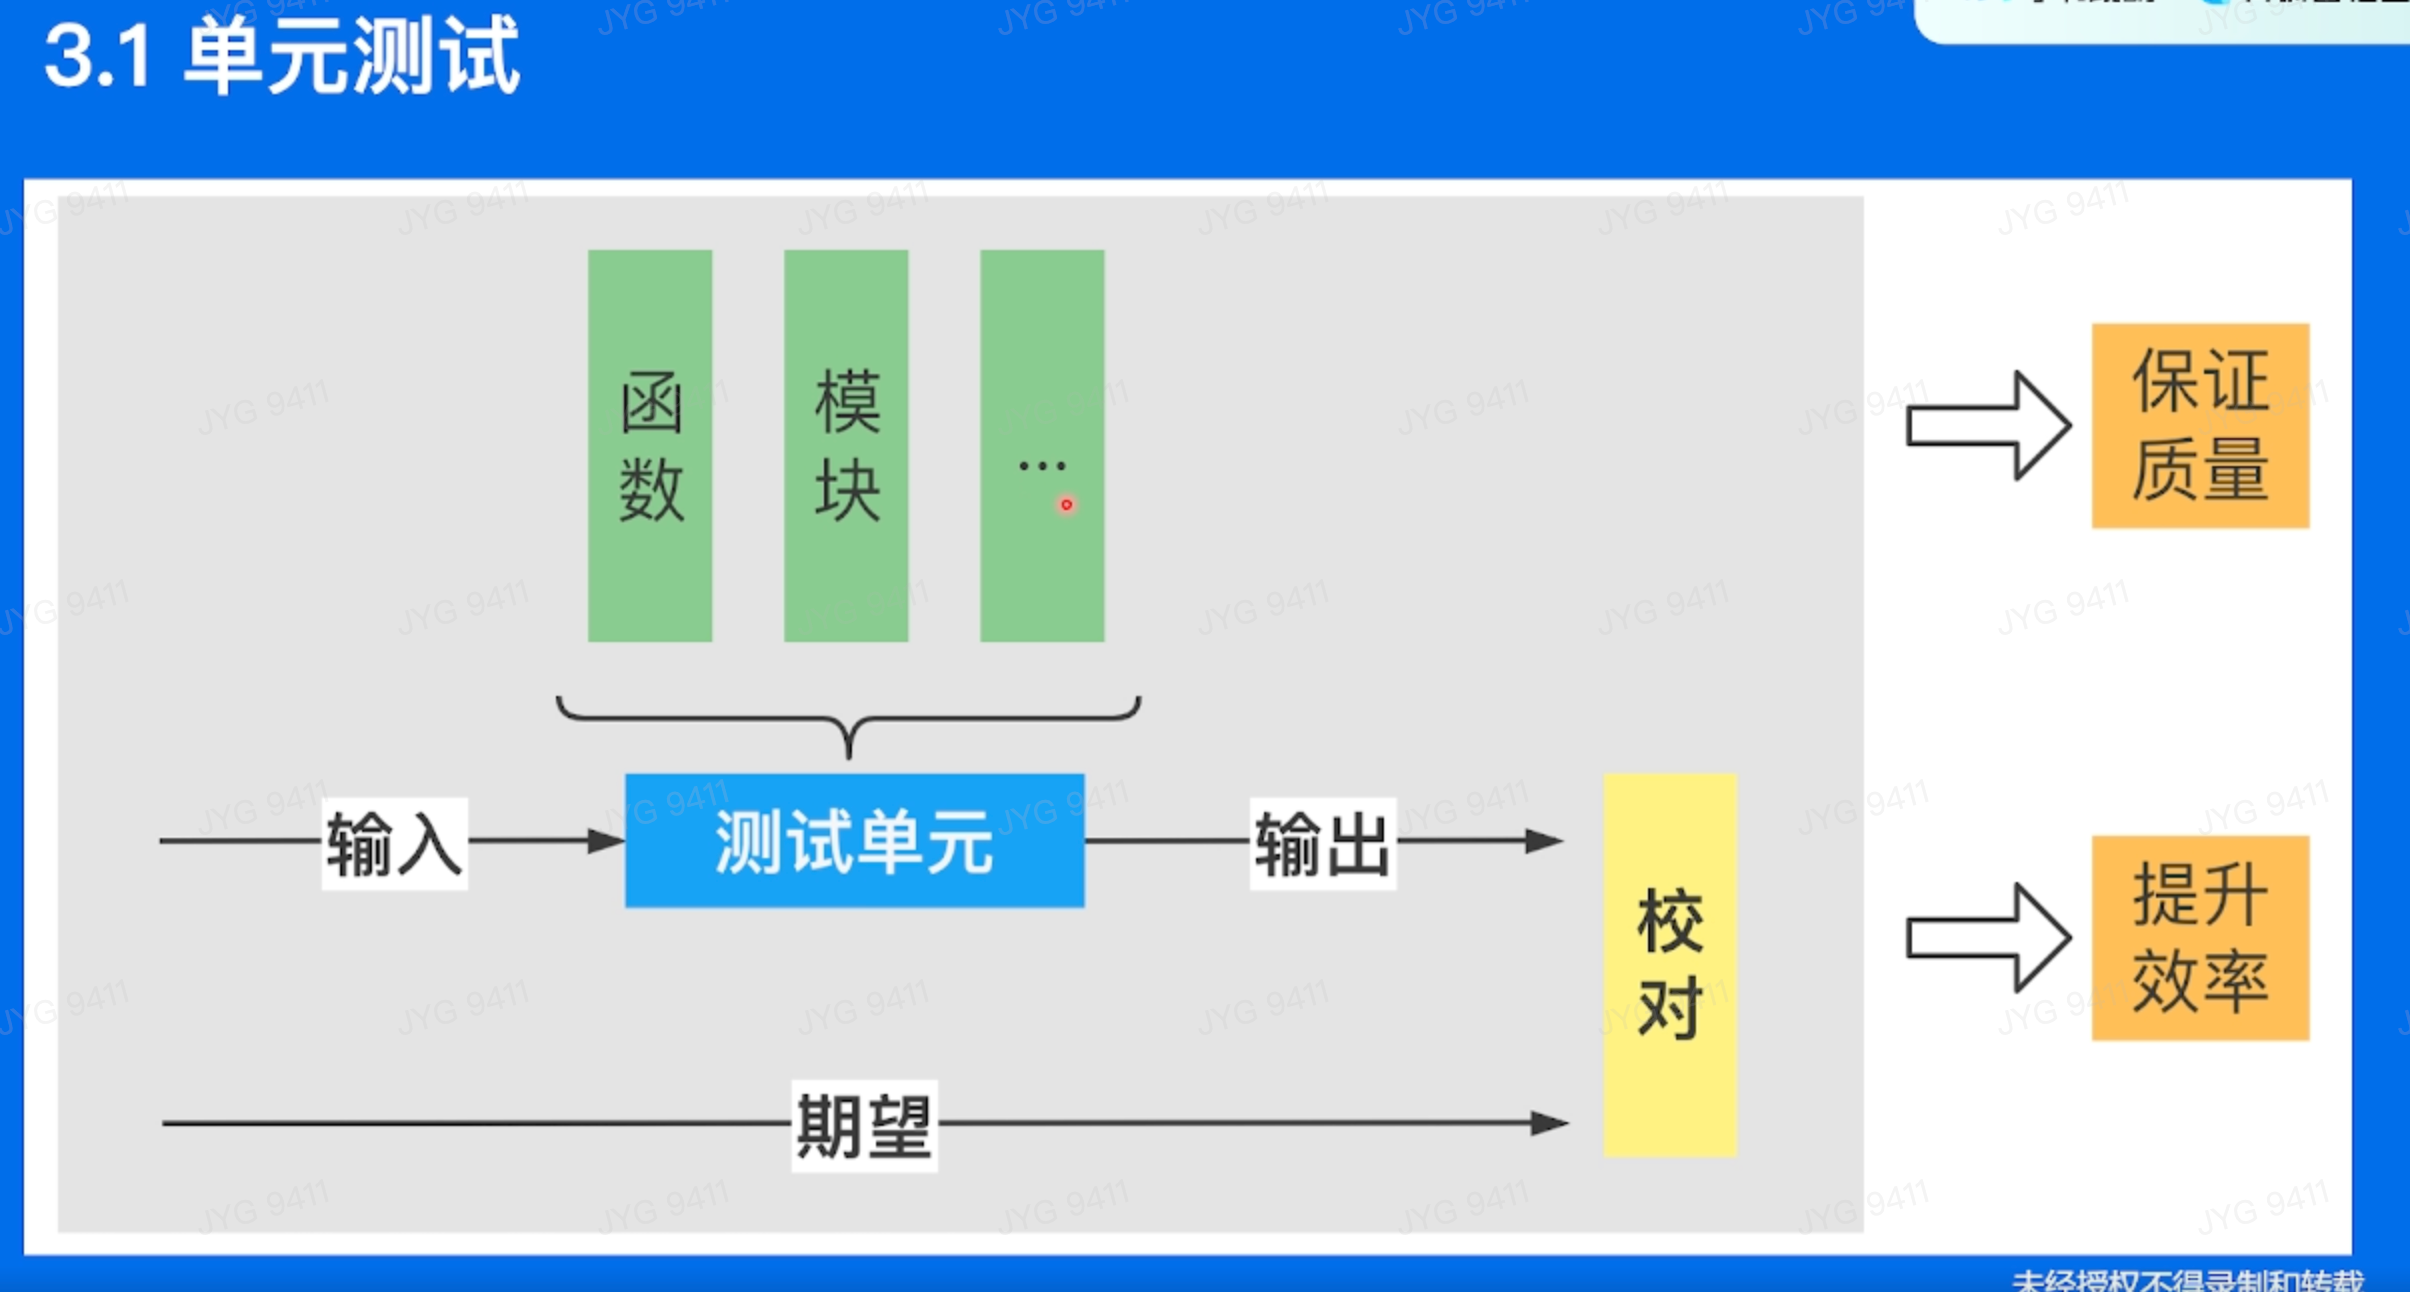 3.1 单元测试
函数
模块
...
保证
质量
输入
测试单元
输出
校对
提升
效率
期望
未经授权不得录制和转载
JYG 9411